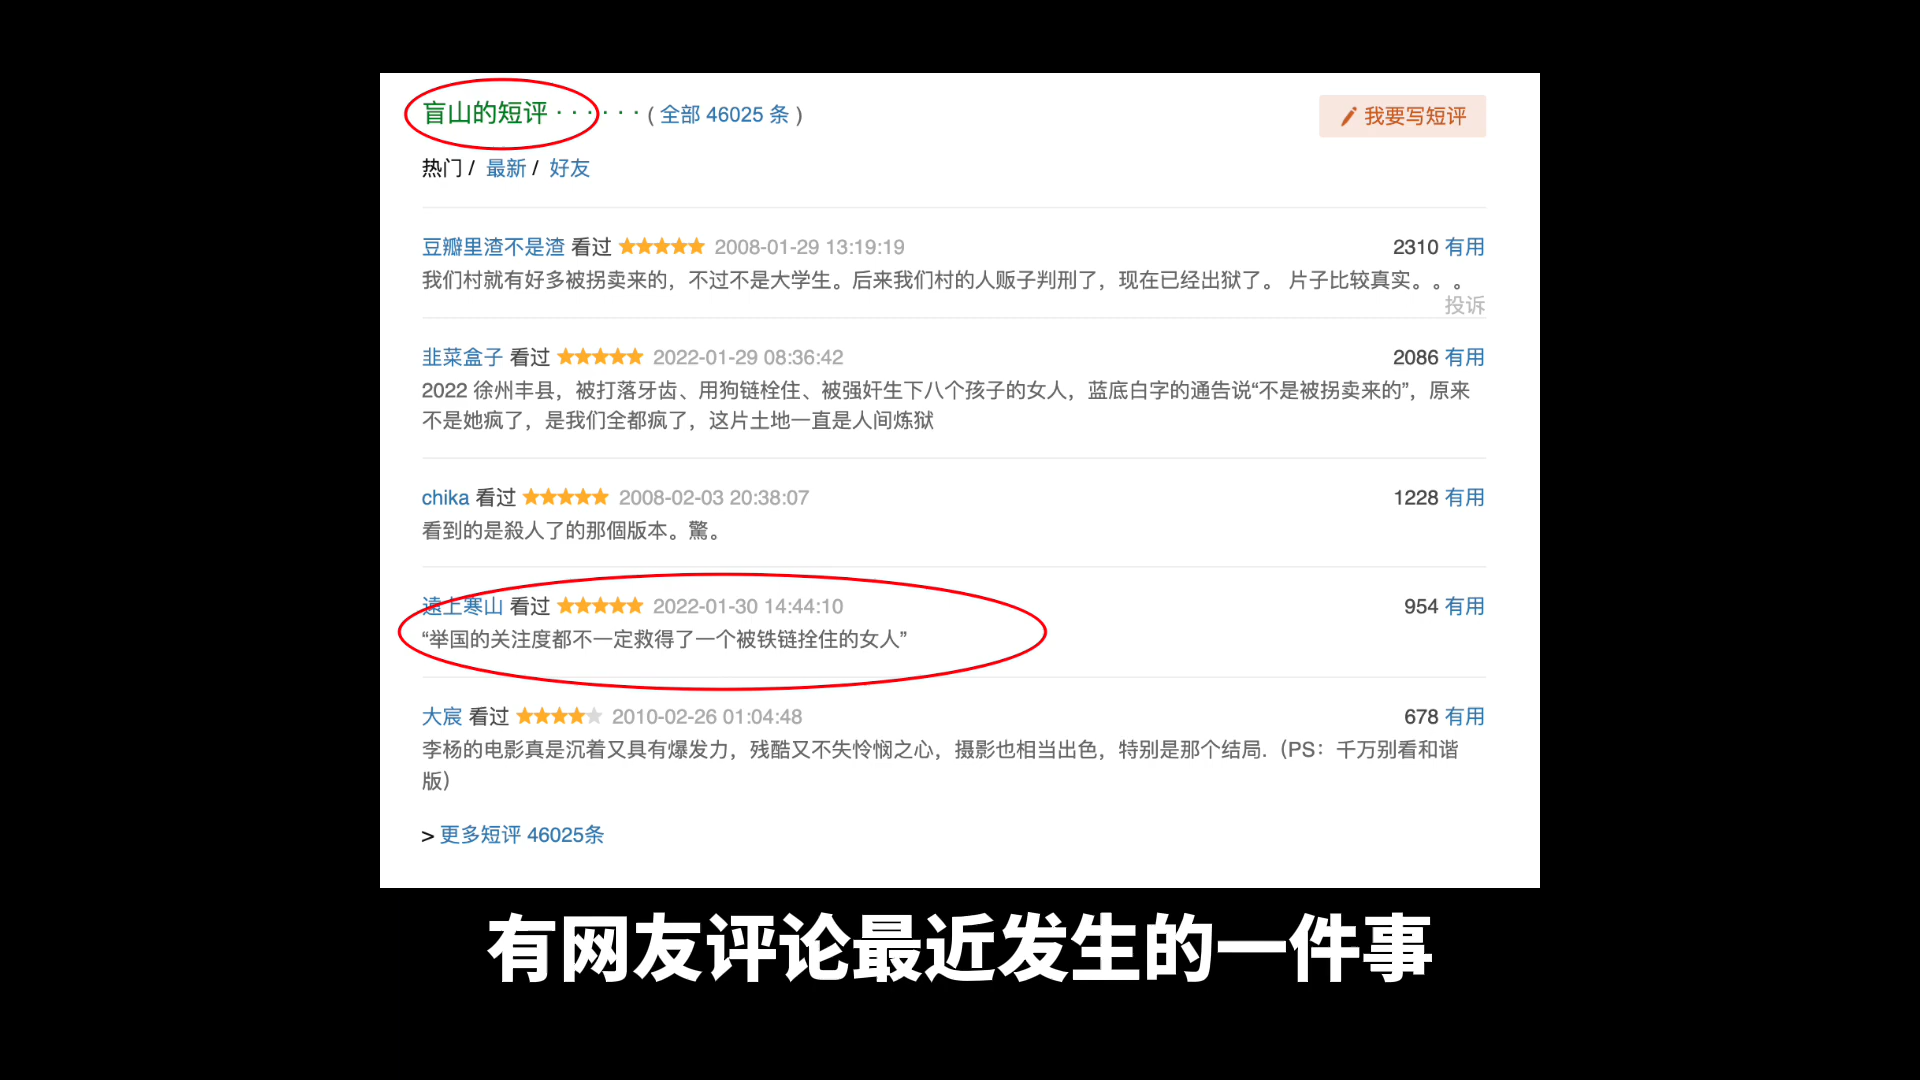 盲山的短评 · · · · · · ( 全部 46025 条 )
我要写短评
热门 / 最新 / 好友
豆瓣里渣不是渣 看过 ★★★★★ 2008-01-29 13:19:19 2310 有用
我们村就有好多被拐卖来的，不过不是大学生。后来我们村的人贩子判刑了，现在已经出狱了。 片子比较真实。。。
投诉
韭菜盒子 看过 ★★★★★ 2022-01-29 08:36:42 2086 有用
2022 徐州丰县，被打落牙齿、用狗链栓住、被强奸生下八个孩子的女人，蓝底白字的通告说“不是被拐卖来的”，原来
不是她疯了，是我们全都疯了，这片土地一直是人间炼狱
chika 看过 ★★★★★ 2008-02-03 20:38:07 1228 有用
看到的是殺人了的那個版本。驚。
遠上寒山 看过 ★★★★★ 2022-01-30 14:44:10 954 有用
“举国的关注度都不一定救得了一个被铁链拴住的女人”
大宸 看过 ★★★★★ 2010-02-26 01:04:48 678 有用
李杨的电影真是沉着又具有爆发力，残酷又不失怜悯之心，摄影也相当出色，特别是那个结局.（PS：千万别看和谐
版）
> 更多短评 46025条
有网友评论最近发生的一件事